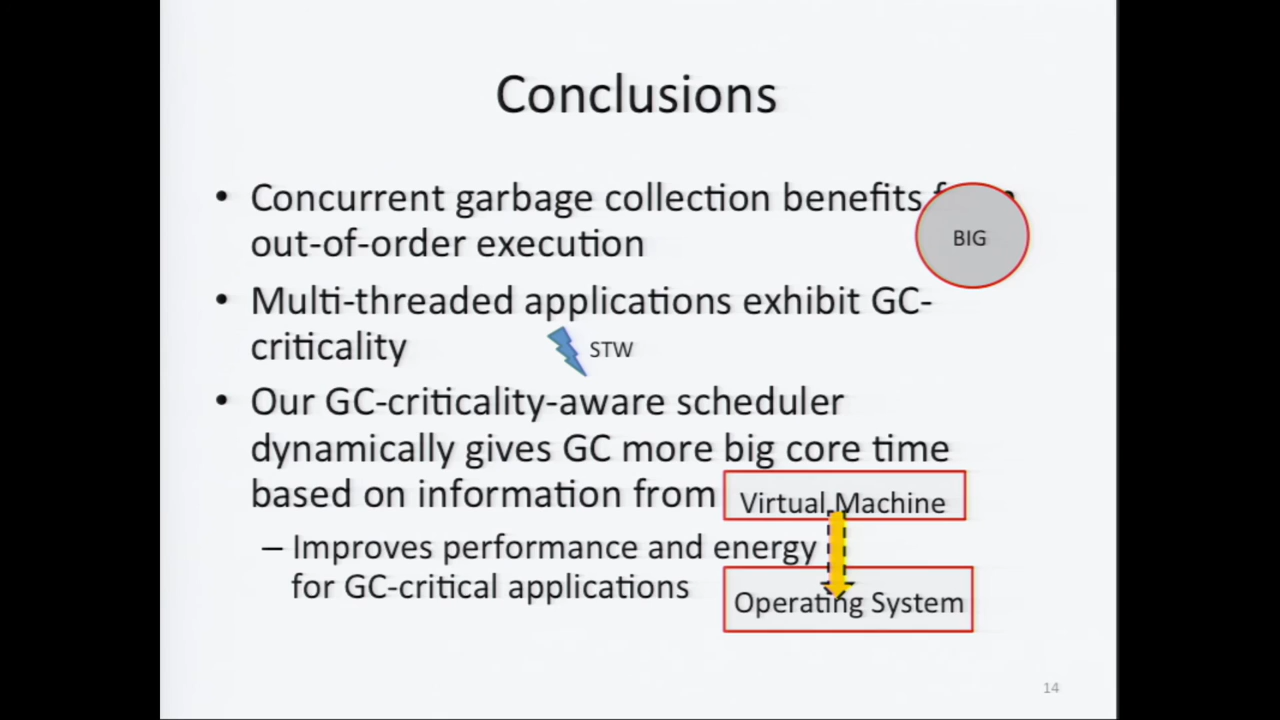 Conclusions
• Concurrent garbage collection benefits
out-of-order execution
BIG
• Multi-threaded applications exhibit GC-
criticality
STW
• Our GC-criticality-aware scheduler
dynamically gives GC more big core time
based on information from
Virtual Machine
– Improves performance and energy
for GC-critical applications
Operating System
14